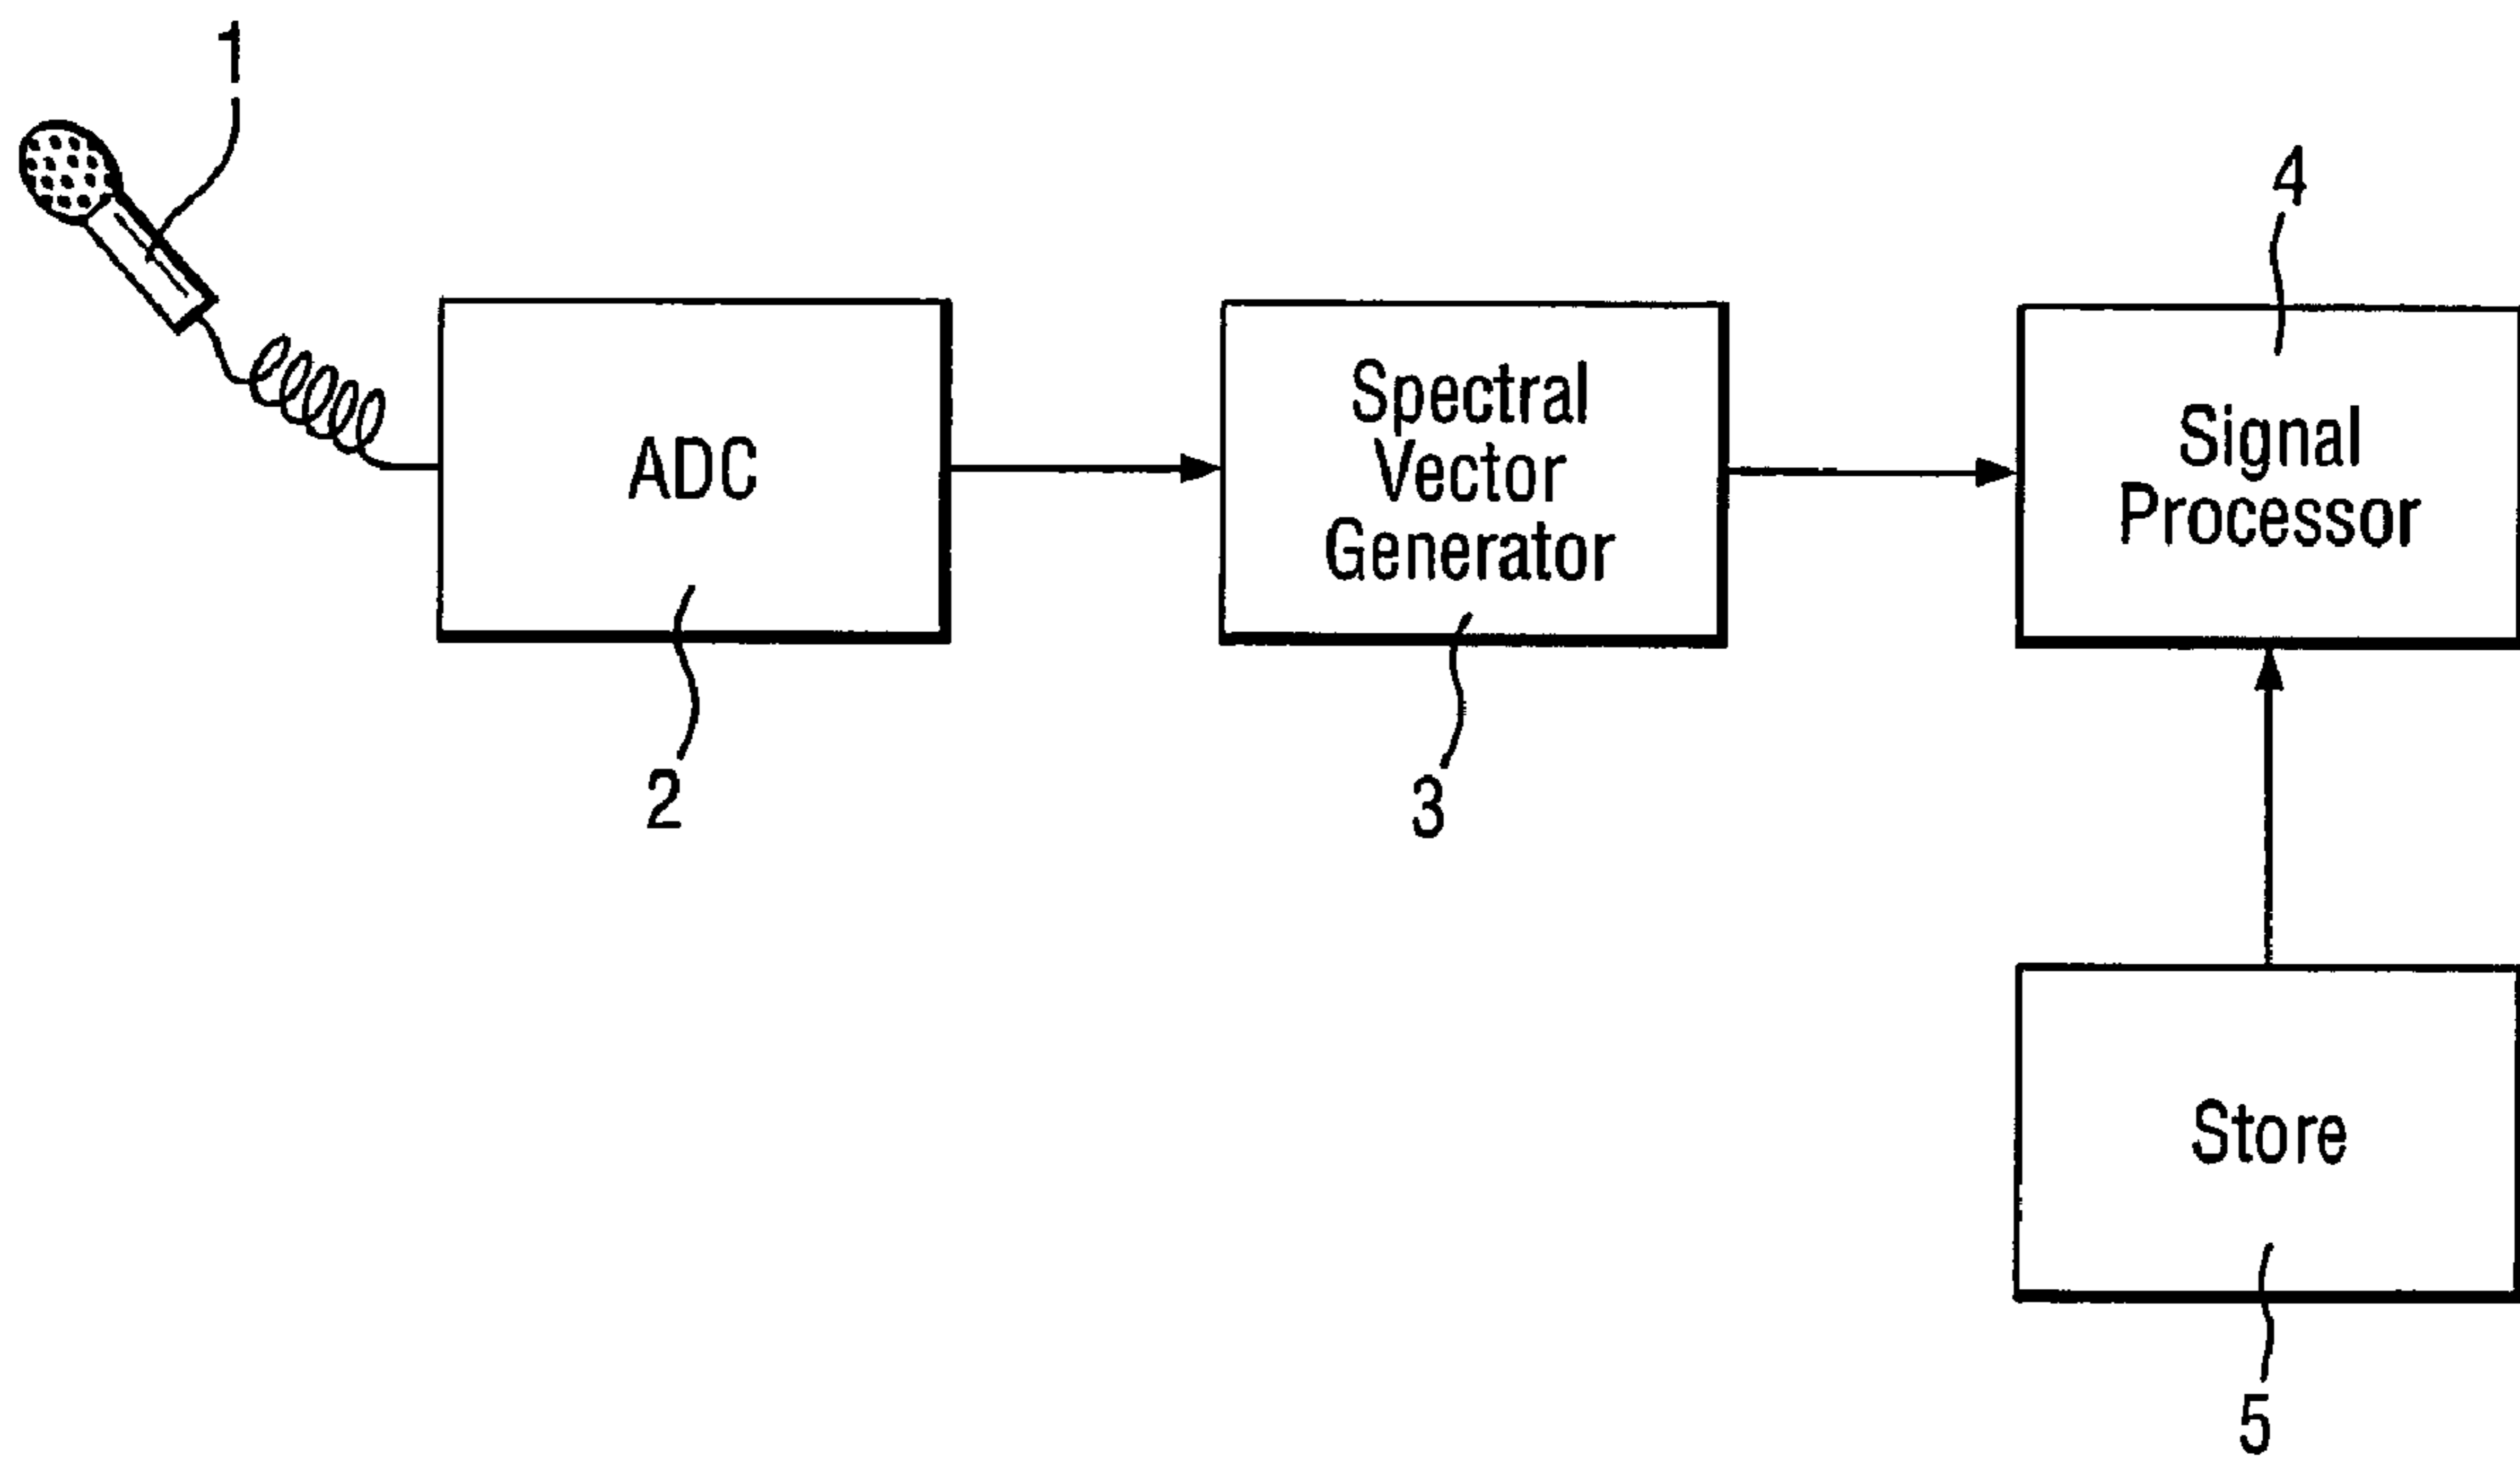 1
4
ADC
Spectral
Vector
Generator
Signal
Processor
2
3
Store
5